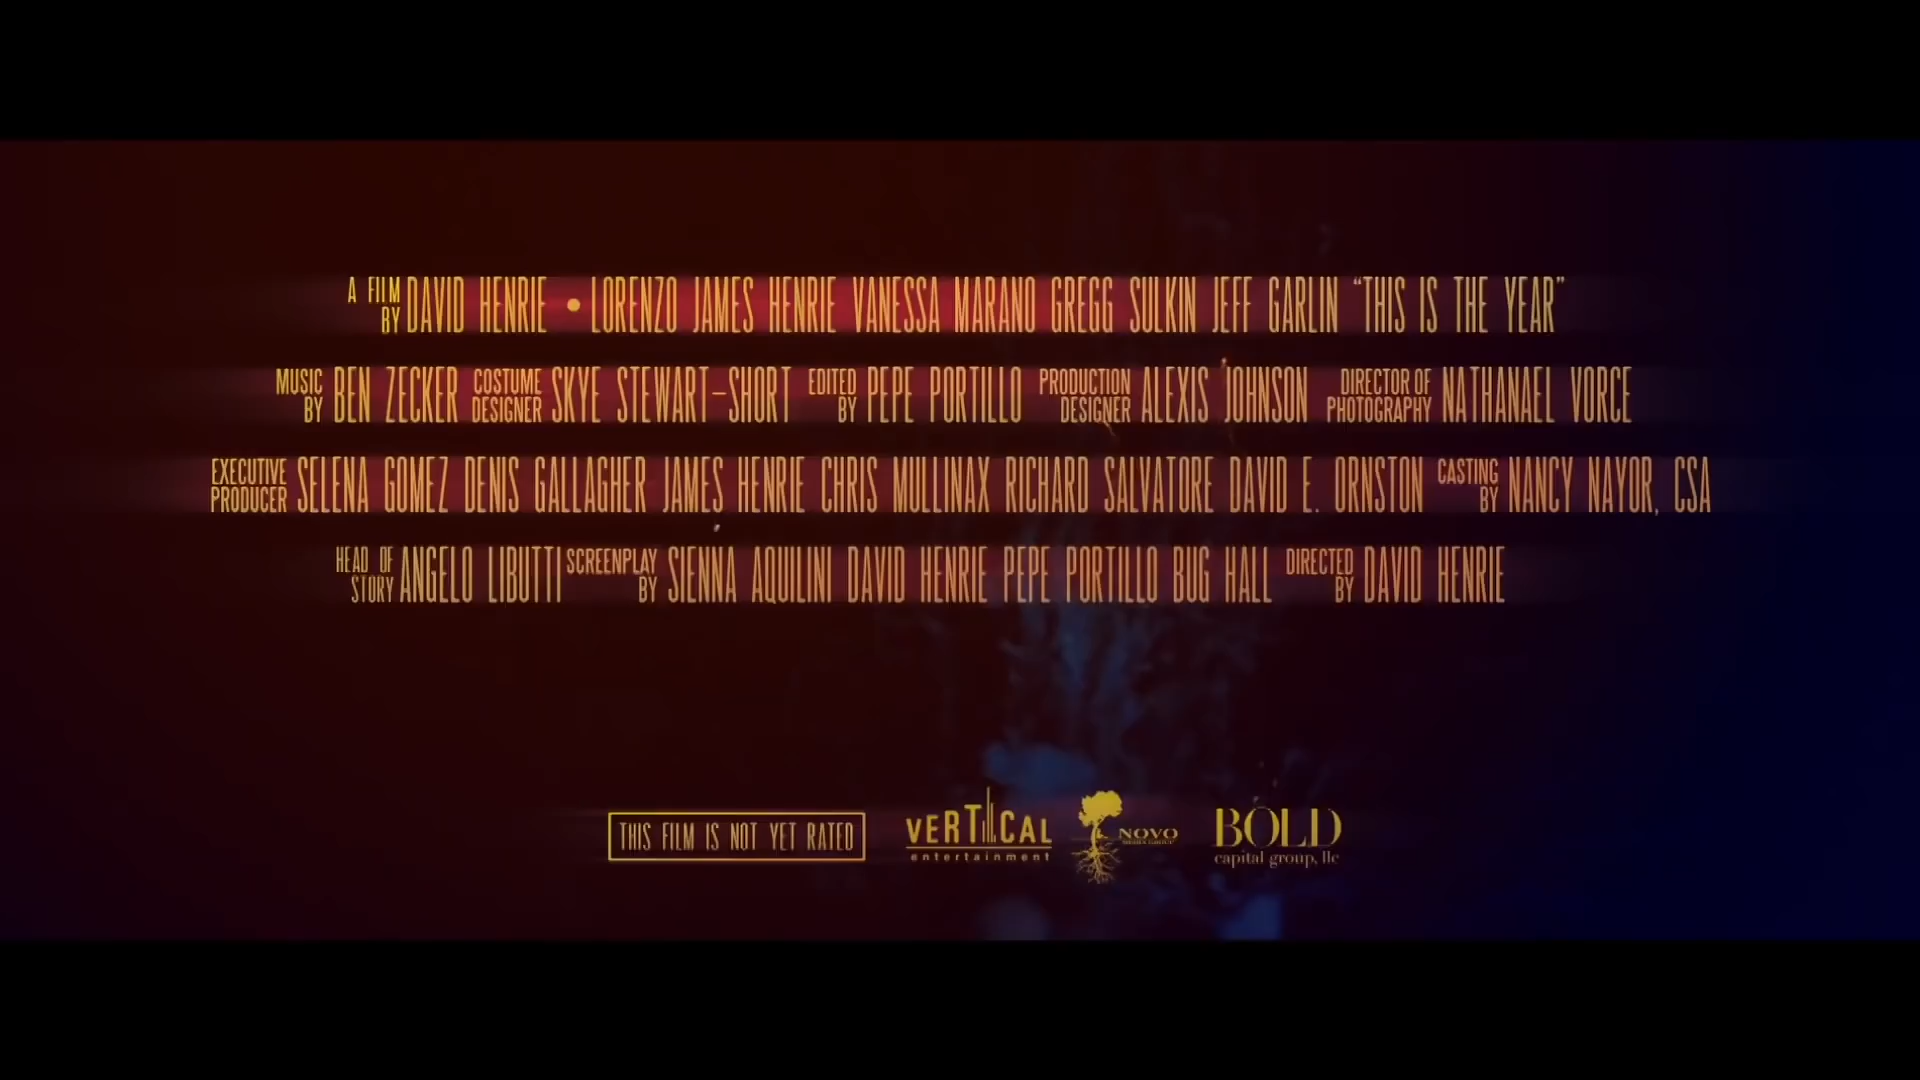 A FILM BY DAVID HENRIE • LORENZO JAMES HENRIE VANESSA MARANO GREGG SULKIN JEFF GARLIN “THIS IS THE YEAR”
MUSIC BY BEN ZECKER COSTUME DESIGNER SKYE STEWART-SHORT EDITED BY PEPE PORTILLO PRODUCTION DESIGNER ALEXIS JOHNSON DIRECTOR OF PHOTOGRAPHY NATHANAEL VORCE
EXECUTIVE PRODUCER SELENA GOMEZ DENIS GALLAGHER JAMES HENRIE CHRIS MULLINAX RICHARD SALVATORE DAVID E. ORNSTON CASTING BY NANCY NAYOR, CSA
HEAD OF STORY ANGELO LIBUTTI SCREENPLAY BY SIENNA AQUILINI DAVID HENRIE PEPE PORTILLO BUG HALL DIRECTED BY DAVID HENRIE
THIS FILM IS NOT YET RATED
VERTICAL entertainment
NOVO MEDIA GROUP
BOLD capital group, llc